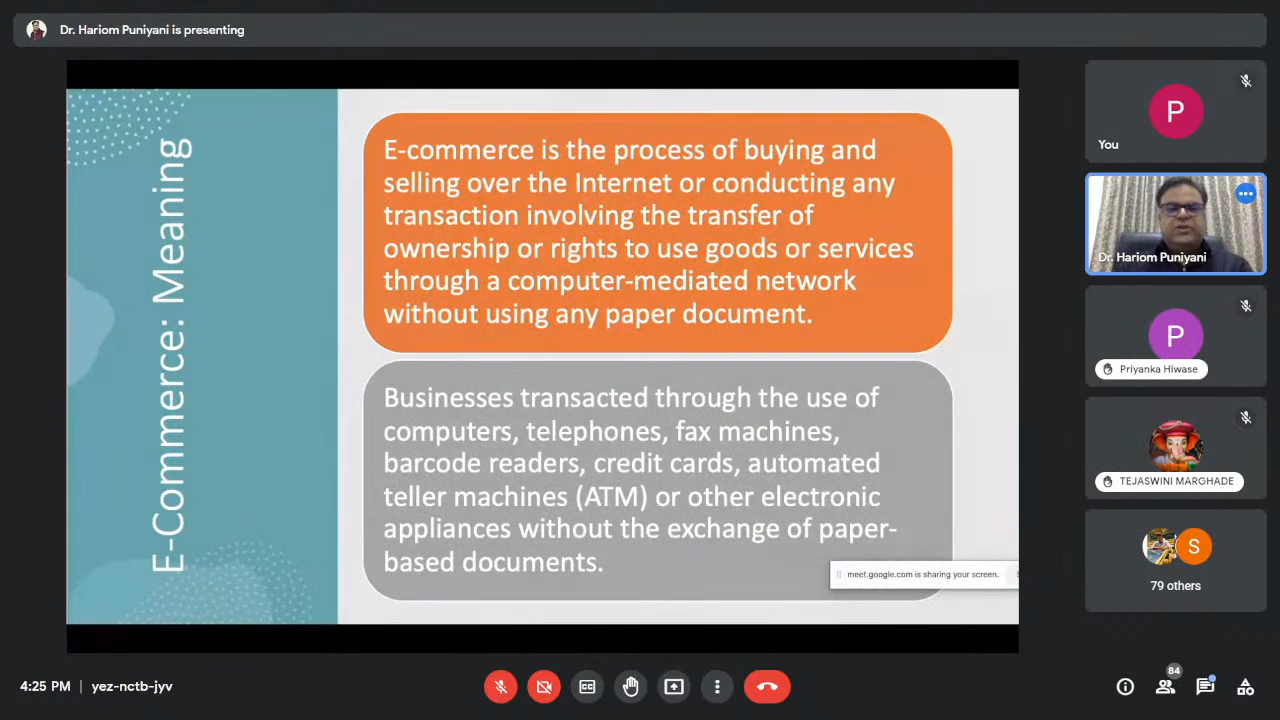 Dr. Hariom Puniyani is presenting
E-Commerce: Meaning
E-commerce is the process of buying and
selling over the Internet or conducting any
transaction involving the transfer of
ownership or rights to use goods or services
through a computer-mediated network
without using any paper document.
Businesses transacted through the use of
computers, telephones, fax machines,
barcode readers, credit cards, automated
teller machines (ATM) or other electronic
appliances without the exchange of paper-
based documents.
meet.google.com is sharing your screen.
P
You
Dr. Hariom Puniyani
P
Priyanka Hiwase
TEJASWINI MARGHADE
S
79 others
4:25 PM | yez-nctb-jyv
84